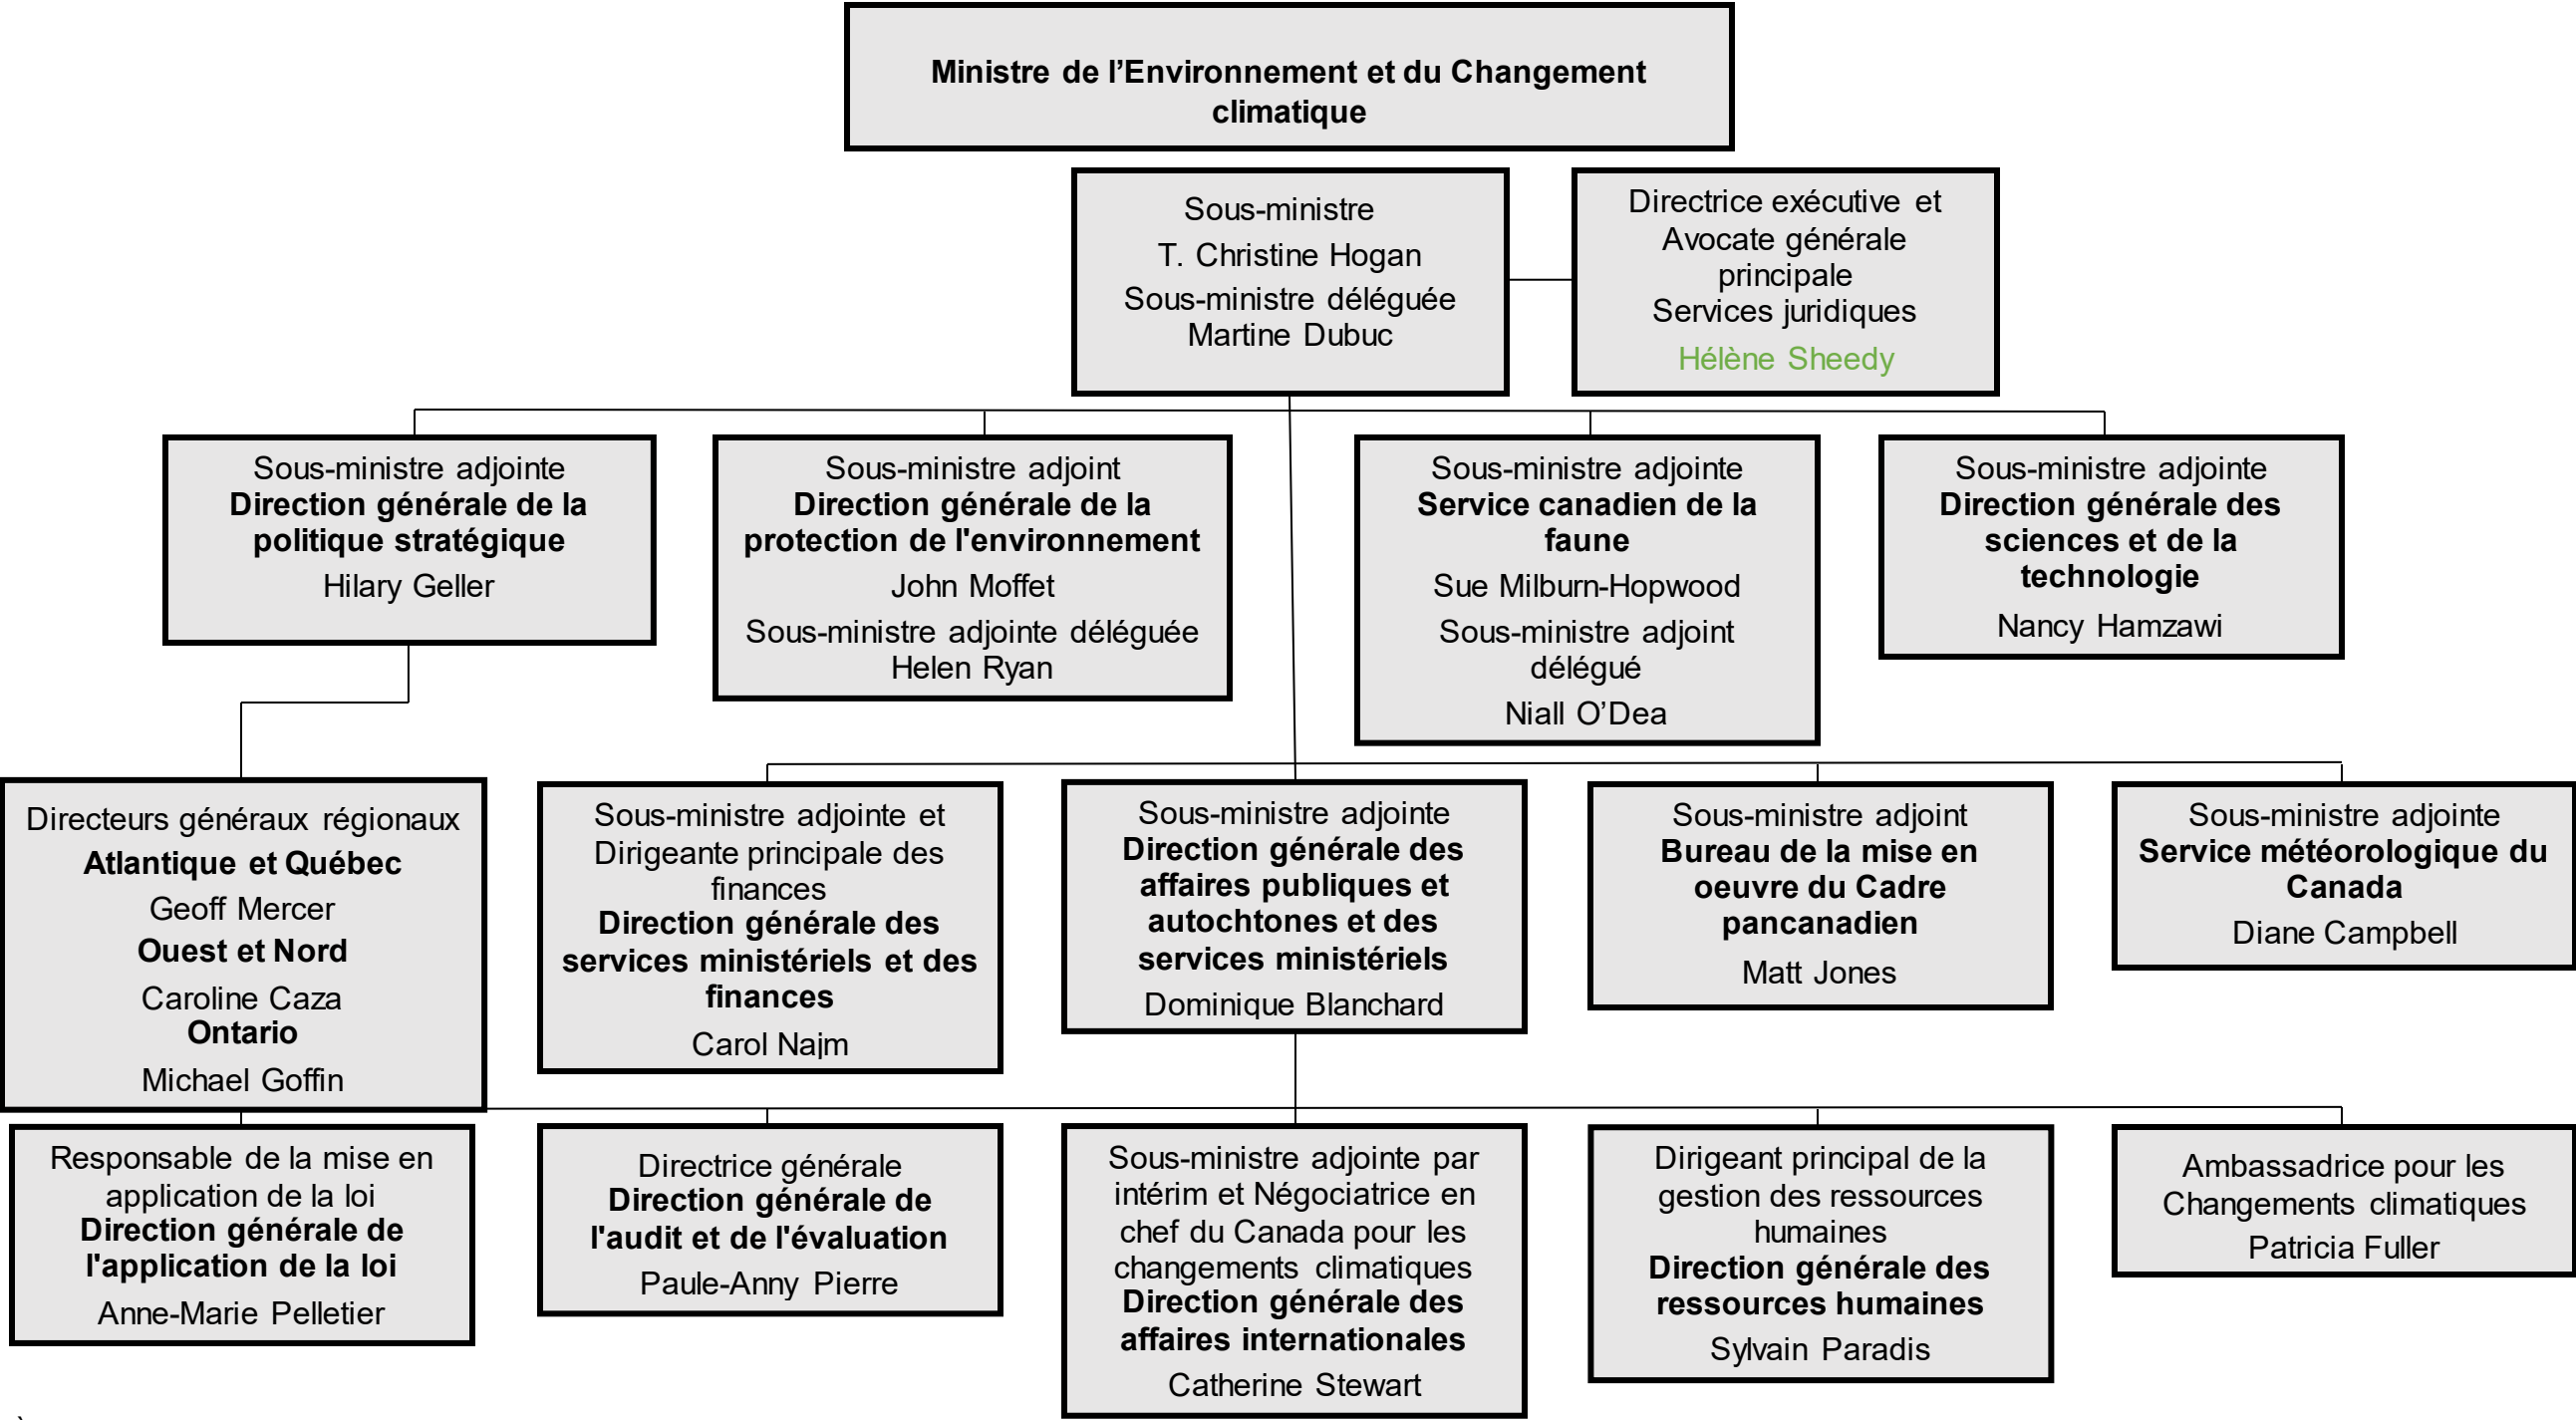 Ministre de l’Environnement et du Changement
climatique
Sous-ministre
T. Christine Hogan
Sous-ministre déléguée
Martine Dubuc
Directrice exécutive et
Avocate générale
principale
Services juridiques
Hélène Sheedy
Sous-ministre adjointe
Direction générale de la
politique stratégique
Hilary Geller
Sous-ministre adjoint
Direction générale de la
protection de l'environnement
John Moffet
Sous-ministre adjointe déléguée
Helen Ryan
Sous-ministre adjointe
Service canadien de la
faune
Sue Milburn-Hopwood
Sous-ministre adjoint
délégué
Niall O’Dea
Sous-ministre adjointe
Direction générale des
sciences et de la
technologie
Nancy Hamzawi
Directeurs généraux régionaux
Atlantique et Québec
Geoff Mercer
Ouest et Nord
Caroline Caza
Ontario
Michael Goffin
Sous-ministre adjointe et
Dirigeante principale des
finances
Direction générale des
services ministériels et des
finances
Carol Najm
Sous-ministre adjointe
Direction générale des
affaires publiques et
autochtones et des
services ministériels
Dominique Blanchard
Sous-ministre adjoint
Bureau de la mise en
oeuvre du Cadre
pancanadien
Matt Jones
Sous-ministre adjointe
Service météorologique du
Canada
Diane Campbell
Responsable de la mise en
application de la loi
Direction générale de
l'application de la loi
Anne-Marie Pelletier
Directrice générale
Direction générale de
l'audit et de l'évaluation
Paule-Anny Pierre
Sous-ministre adjointe par
intérim et Négociatrice en
chef du Canada pour les
changements climatiques
Direction générale des
affaires internationales
Catherine Stewart
Dirigeant principal de la
gestion des ressources
humaines
Direction générale des
ressources humaines
Sylvain Paradis
Ambassadrice pour les
Changements climatiques
Patricia Fuller